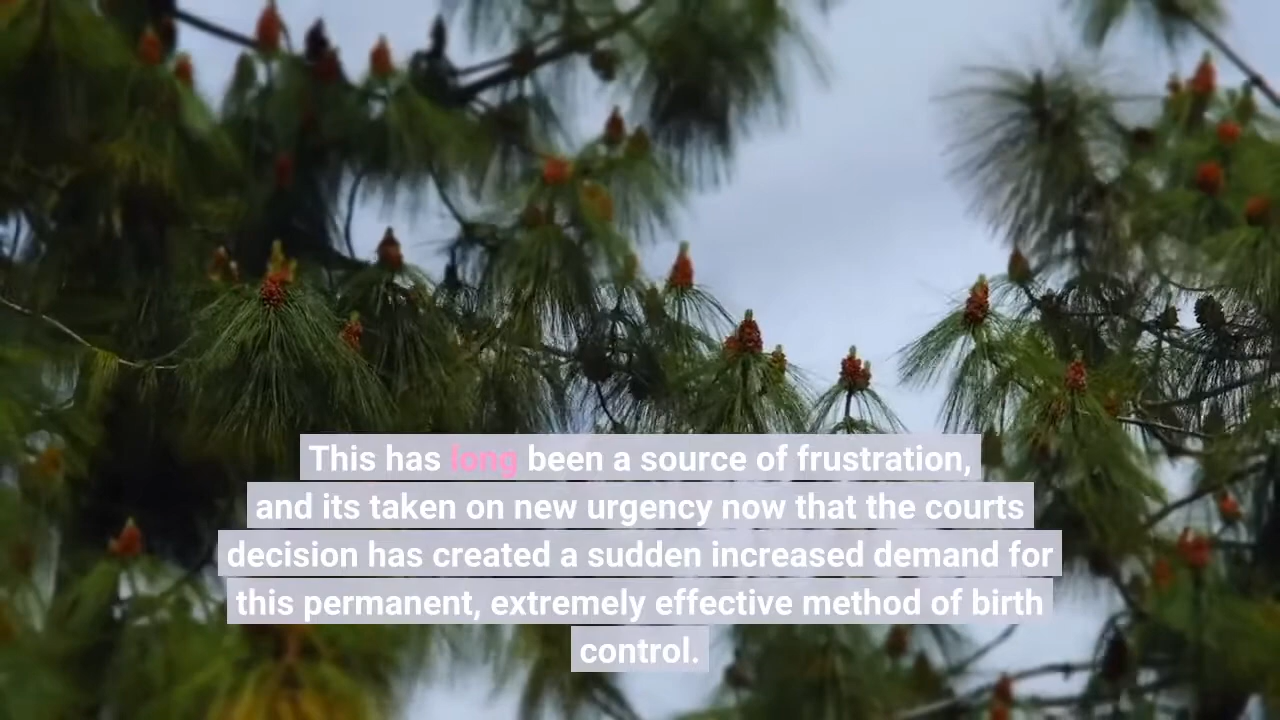 This has long been a source of frustration,
and its taken on new urgency now that the courts
decision has created a sudden increased demand for
this permanent, extremely effective method of birth
control.